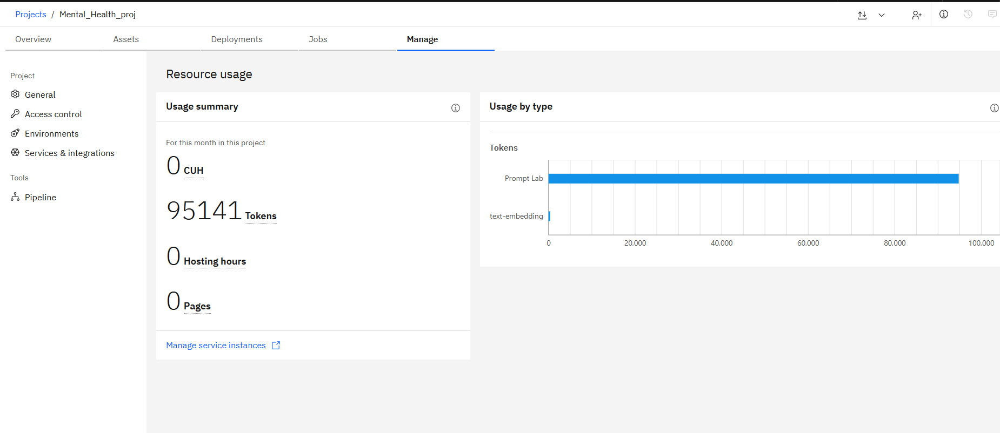 Projects / Mental_Health_proj
Overview
Assets
Deployments
Jobs
Manage
Project
General
Access control
Environments
Services & integrations
Tools
Pipeline
Resource usage
Usage summary
For this month in this project
0 CUH
95141 Tokens
0 Hosting hours
0 Pages
Manage service instances
Usage by type
Tokens
Prompt Lab
text-embedding
0 20,000 40,000 60,000 80,000 100,000